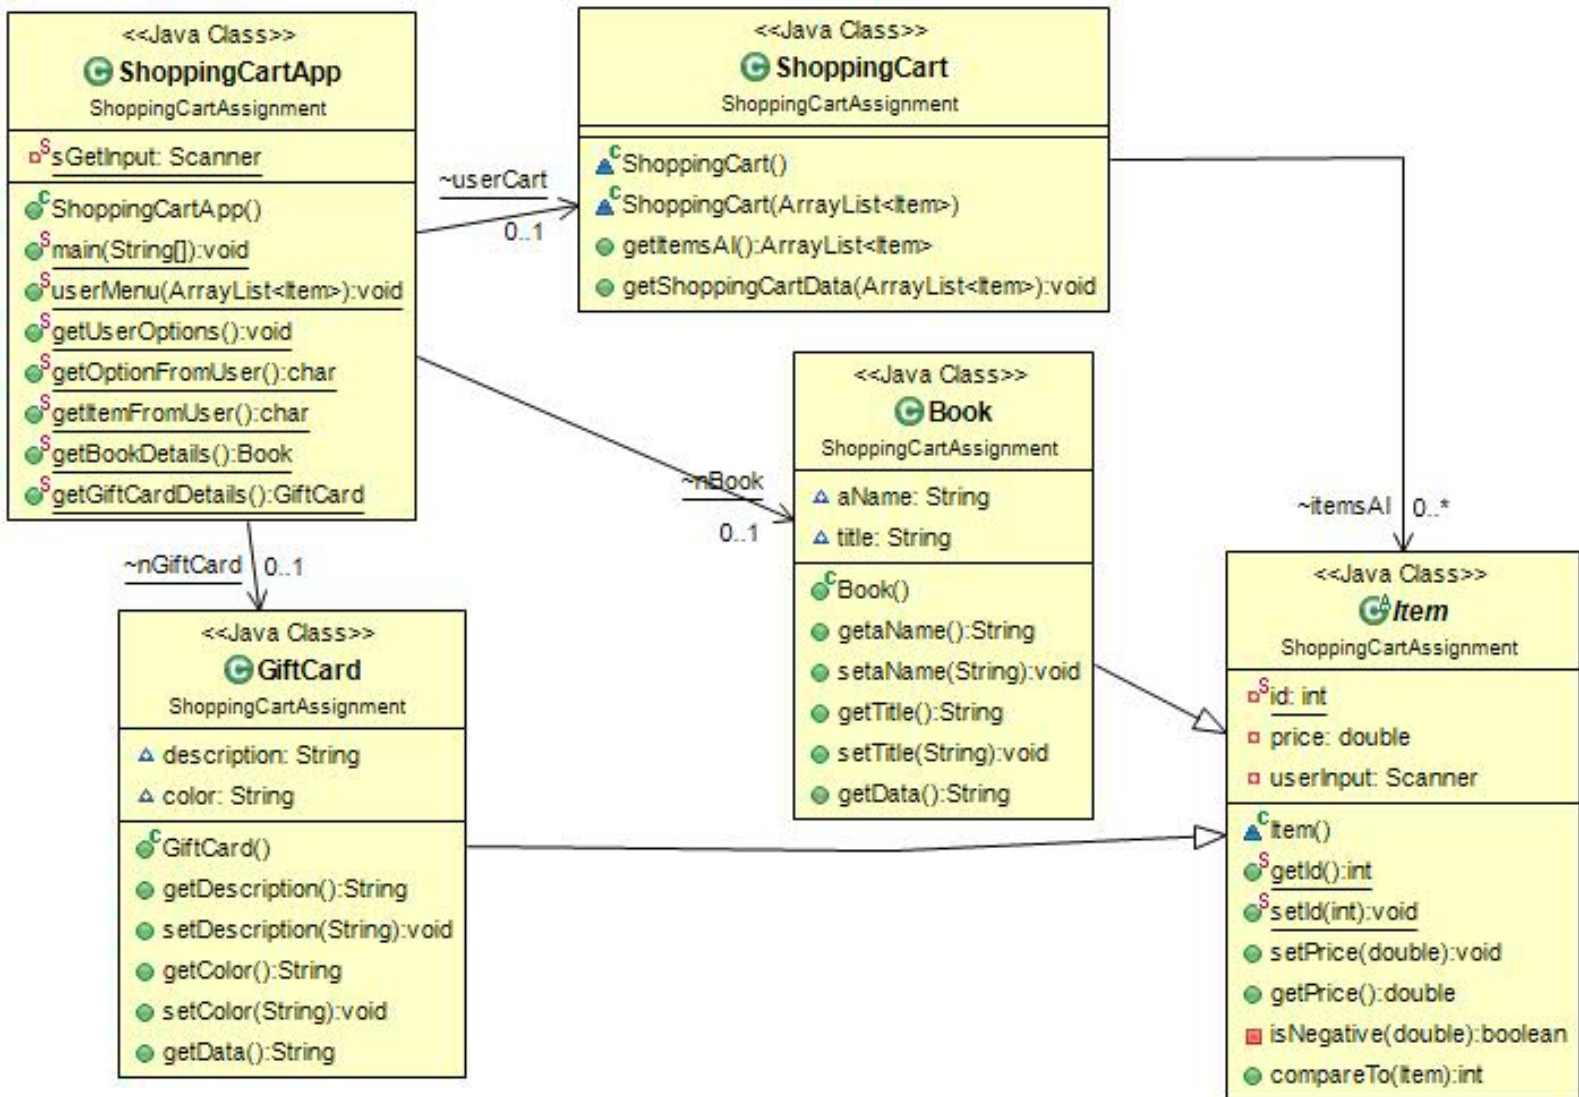 <<Java Class>>
ShoppingCartApp
ShoppingCartAssignment
sGetInput: Scanner
ShoppingCartApp()
main(String[]):void
userMenu(ArrayList<Item>):void
getUserOptions():void
getOptionFromUser():char
getItemFromUser():char
getBookDetails():Book
getGiftCardDetails():GiftCard
~userCart
0..1
<<Java Class>>
ShoppingCart
ShoppingCartAssignment
ShoppingCart()
ShoppingCart(ArrayList<Item>)
getItemsAl():ArrayList<Item>
getShoppingCartData(ArrayList<Item>):void
~nBook
0..1
<<Java Class>>
Book
ShoppingCartAssignment
aName: String
title: String
Book()
getaName():String
setaName(String):void
getTitle():String
setTitle(String):void
getData():String
~nGiftCard
0..1
<<Java Class>>
GiftCard
ShoppingCartAssignment
description: String
color: String
GiftCard()
getDescription():String
setDescription(String):void
getColor():String
setColor(String):void
getData():String
~itemsAl
0..*
<<Java Class>>
Item
ShoppingCartAssignment
id: int
price: double
userInput: Scanner
Item()
getId():int
setId(int):void
setPrice(double):void
getPrice():double
isNegative(double):boolean
compareTo(Item):int